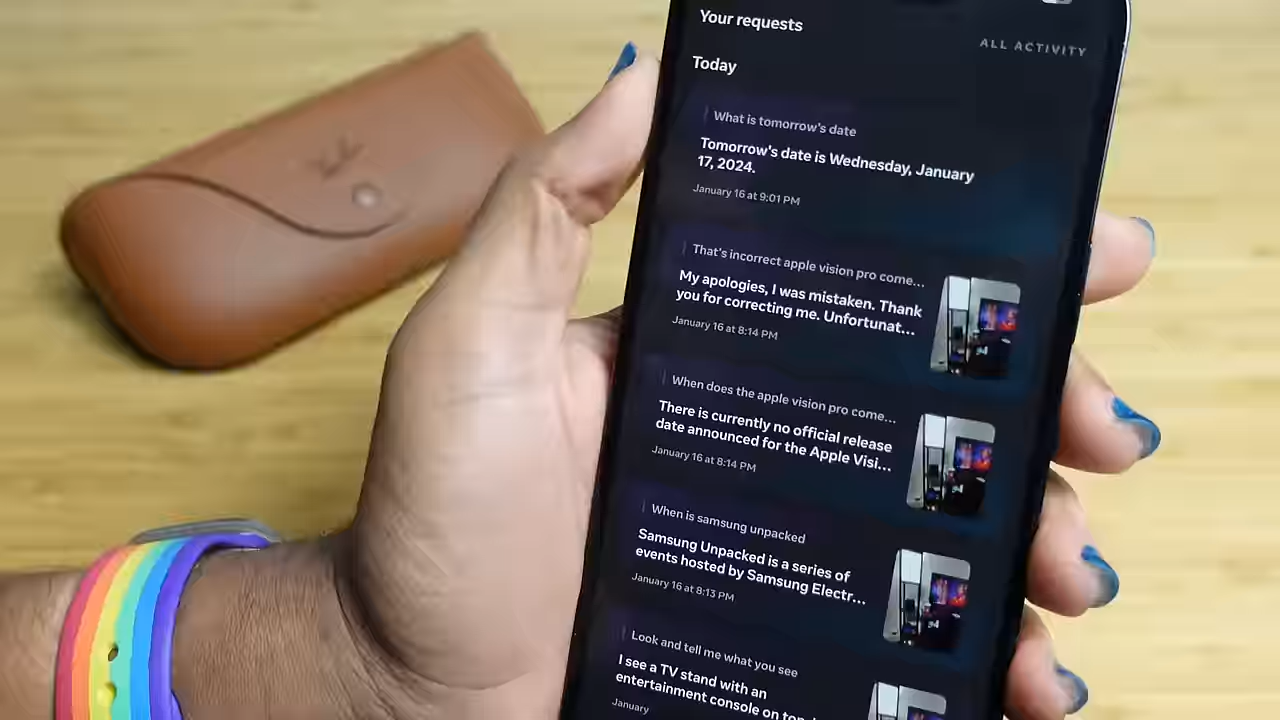 Your requests
ALL ACTIVITY
Today
What is tomorrow's date
Tomorrow's date is Wednesday, January
17, 2024.
January 16 at 9:01 PM
That's incorrect apple vision pro come...
My apologies, I was mistaken. Thank
you for correcting me. Unfortunat...
January 16 at 8:14 PM
When does the apple vision pro come...
There is currently no official release
date announced for the Apple Visi...
January 16 at 8:14 PM
When is samsung unpacked
Samsung Unpacked is a series of
events hosted by Samsung Electr...
January 16 at 8:13 PM
Look and tell me what you see
I see a TV stand with an
entertainment console on top.
January